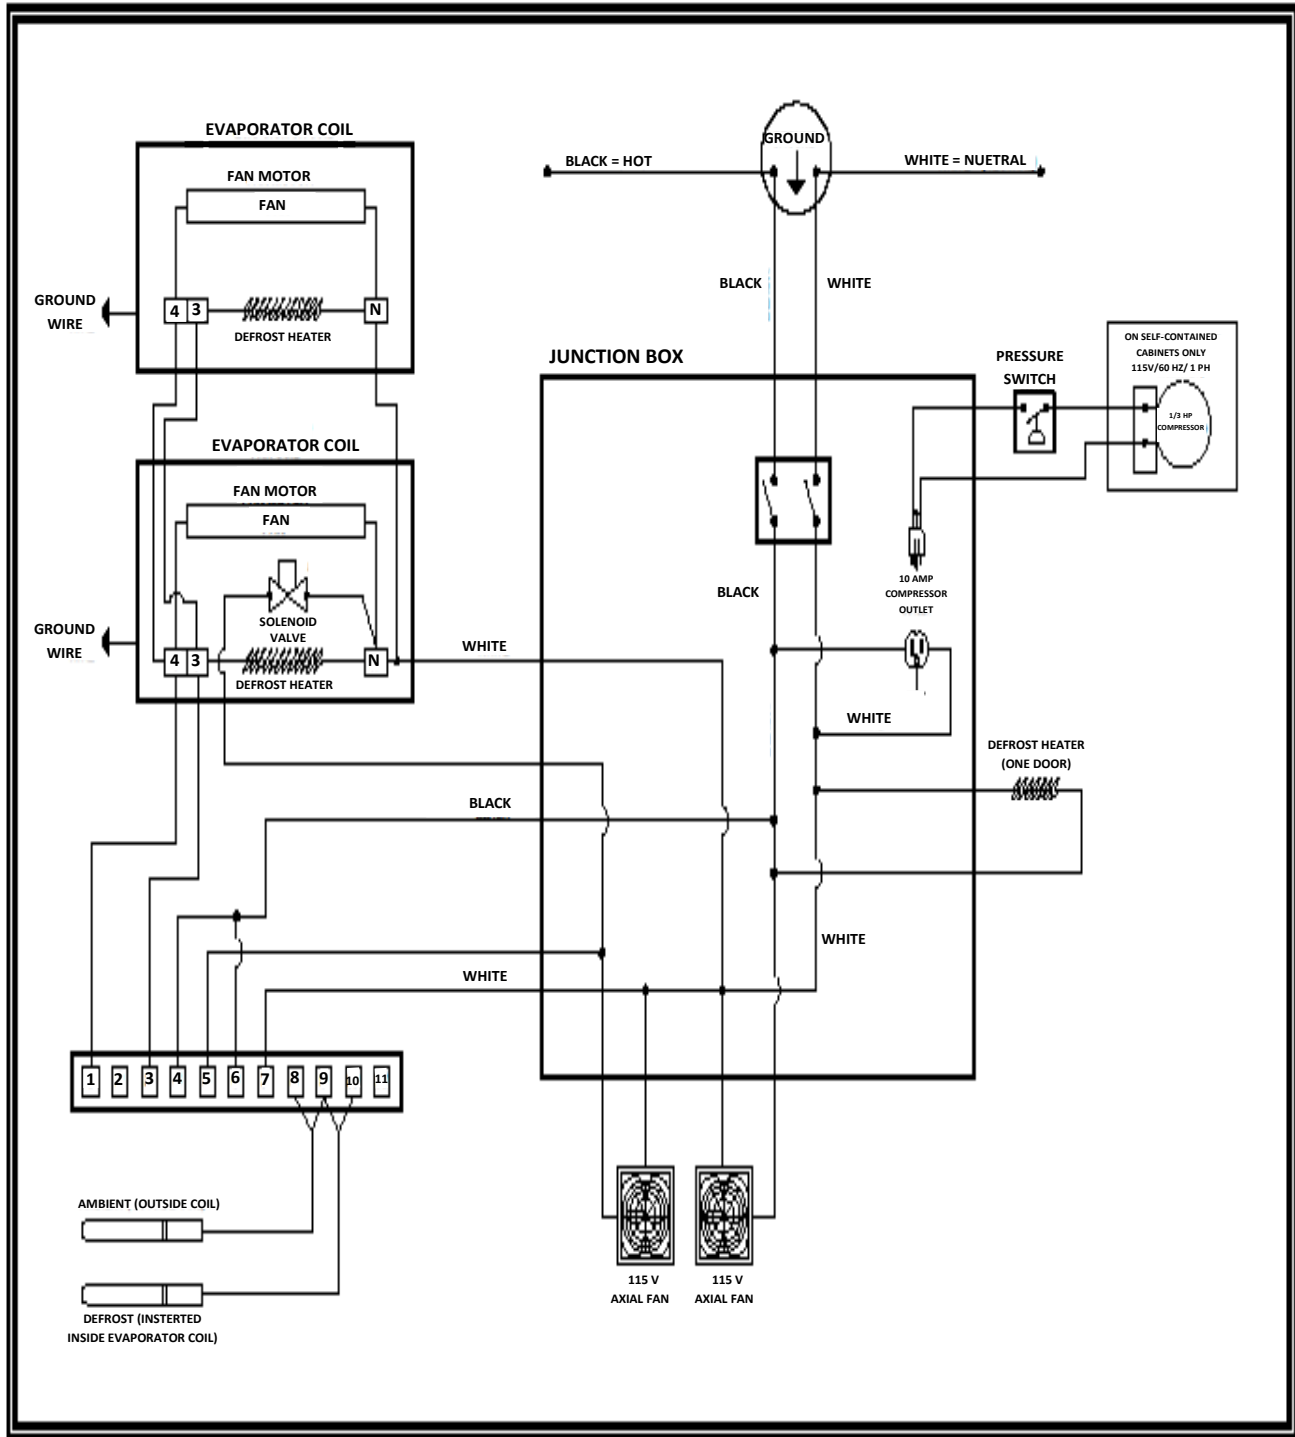 EVAPORATOR COIL
FAN MOTOR
FAN
4 3
N
DEFROST HEATER
GROUND
WIRE
GROUND
BLACK = HOT
WHITE = NUETRAL
BLACK
WHITE
JUNCTION BOX
PRESSURE
SWITCH
ON SELF-CONTAINED
CABINETS ONLY
115V/60 HZ/ 1 PH
1/3 HP
COMPRESSOR
EVAPORATOR COIL
FAN MOTOR
FAN
SOLENOID
VALVE
4 3
N
DEFROST HEATER
GROUND
WIRE
WHITE
BLACK
10 AMP
COMPRESSOR
OUTLET
WHITE
DEFROST HEATER
(ONE DOOR)
BLACK
WHITE
WHITE
1 2 3 4 5 6 7 8 9 10 11
AMBIENT (OUTSIDE COIL)
DEFROST (INSTERTED
INSIDE EVAPORATOR COIL)
115 V
AXIAL FAN
115 V
AXIAL FAN